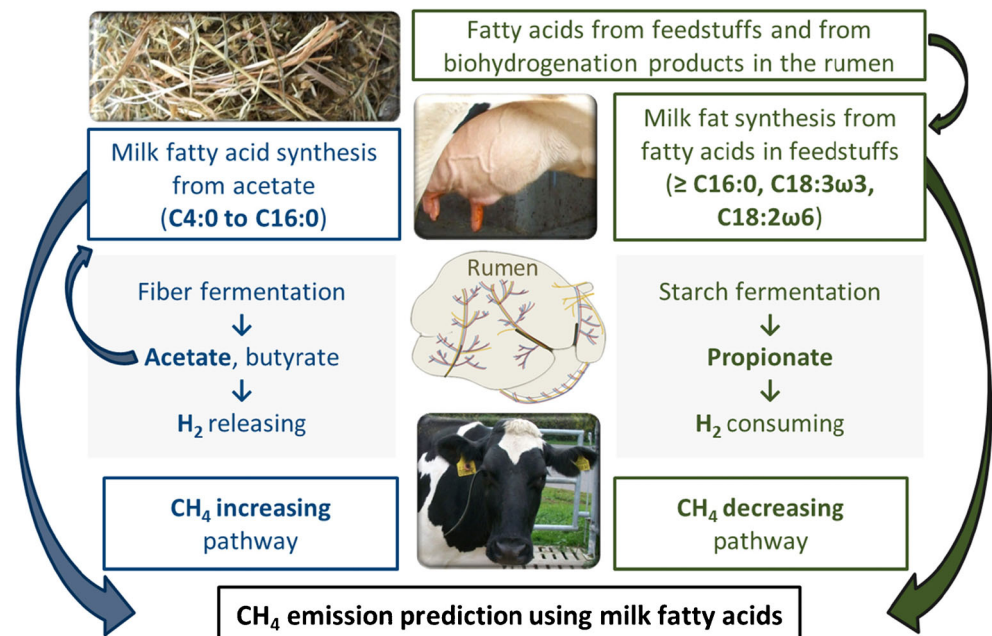 Fatty acids from feedstuffs and from
biohydrogenation products in the rumen
Milk fatty acid synthesis
from acetate
(C4:0 to C16:0)
Milk fat synthesis from
fatty acids in feedstuffs
(≥ C16:0, C18:3ω3,
C18:2ω6)
Fiber fermentation
↓
Acetate, butyrate
↓
H₂ releasing
Rumen
Starch fermentation
↓
Propionate
↓
H₂ consuming
CH₄ increasing
pathway
CH₄ decreasing
pathway
CH₄ emission prediction using milk fatty acids